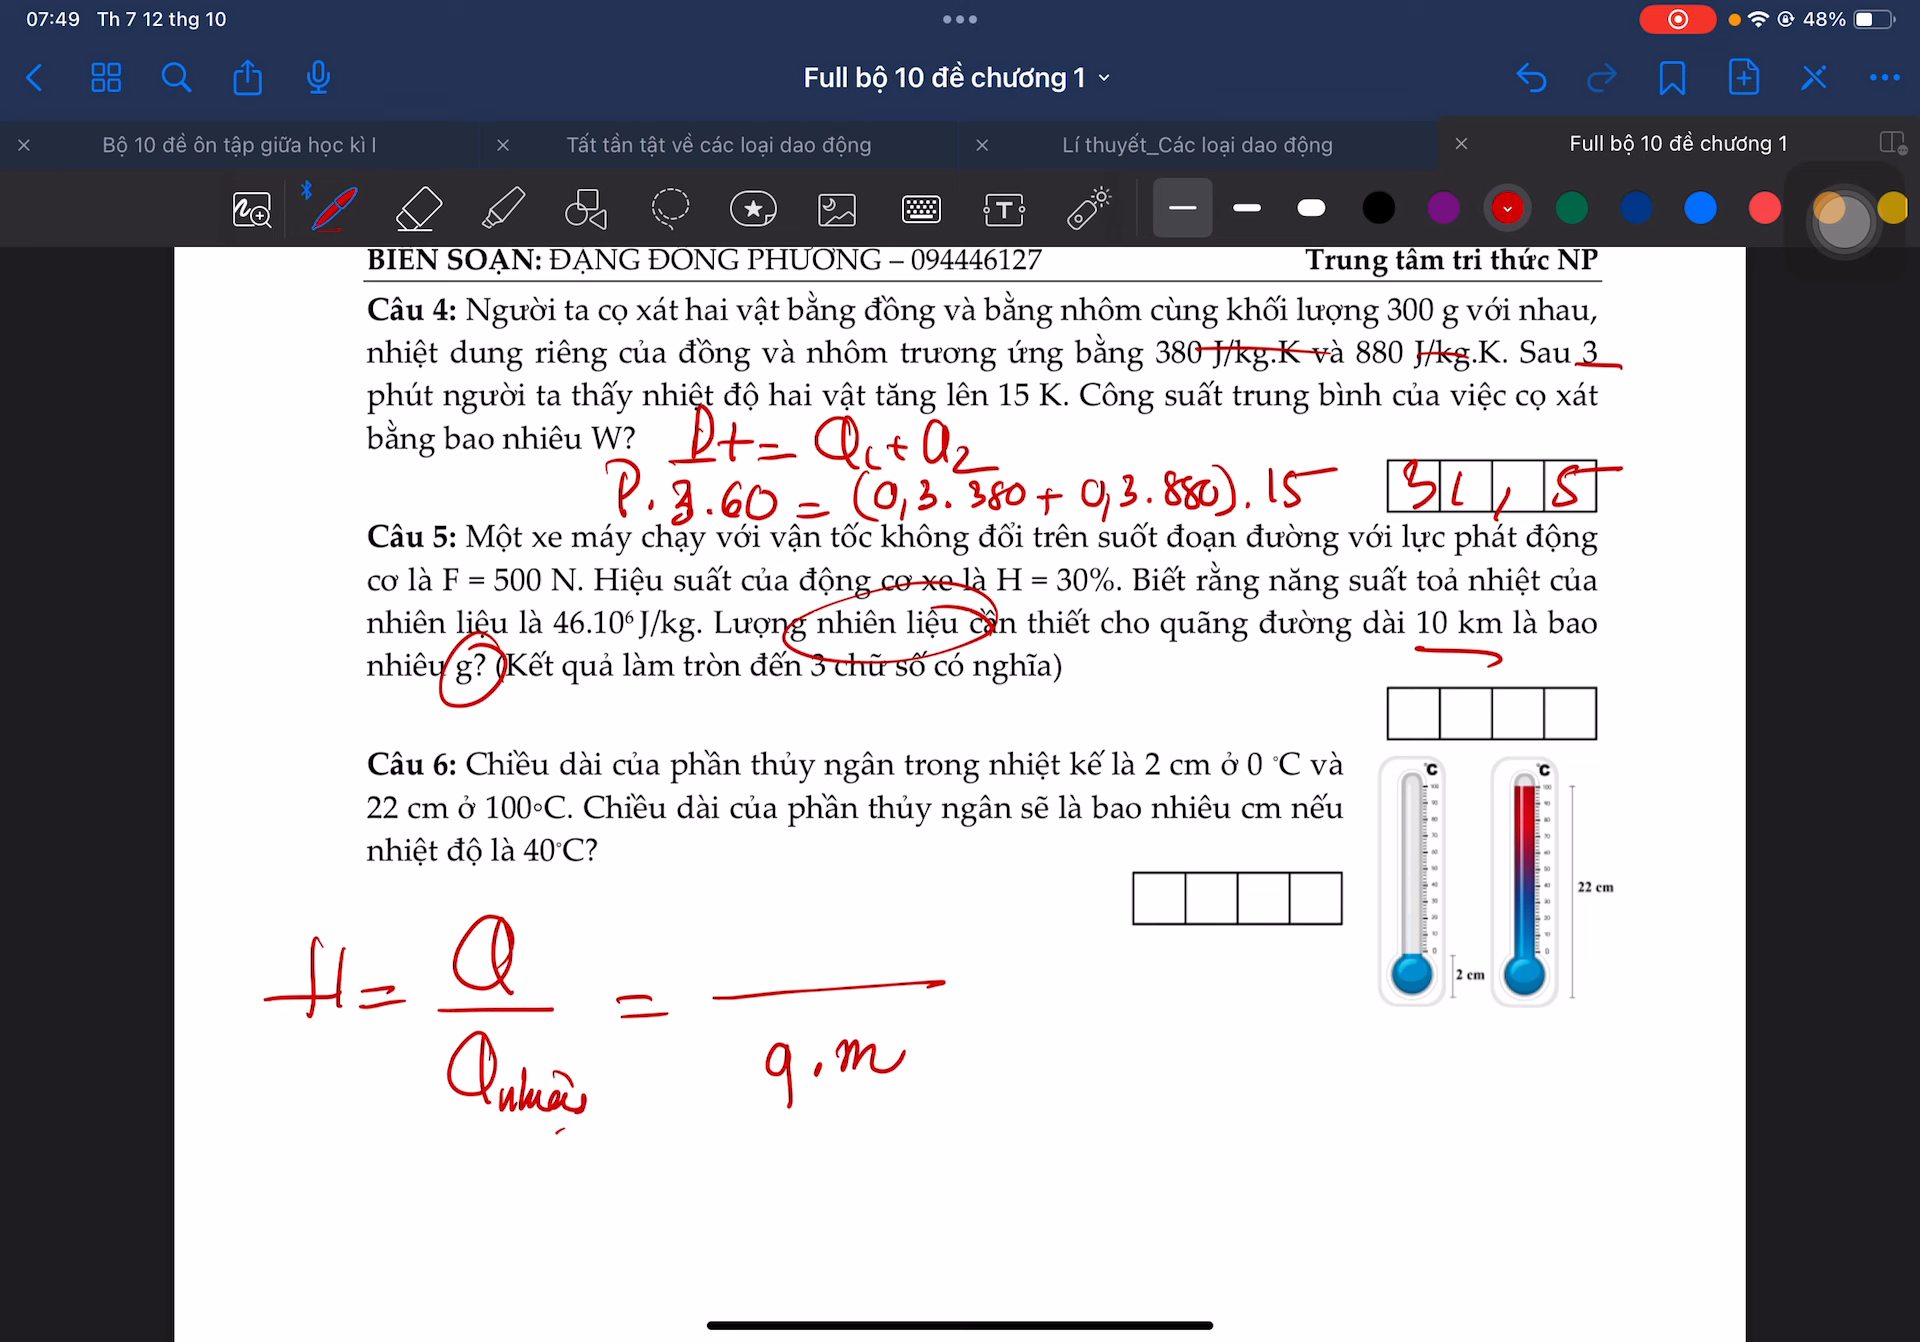 07:49 Th 7 12 thg 10
48%
Full bộ 10 đề chương 1
Bộ 10 đề ôn tập giữa học kì I
Tất tần tật về các loại dao động
Lí thuyết_Các loại dao động
Full bộ 10 đề chương 1
BIÊN SOẠN: ĐẶNG ĐÔNG PHƯƠNG – 094446127 Trung tâm tri thức NP
Câu 4: Người ta cọ xát hai vật bằng đồng và bằng nhôm cùng khối lượng 300 g với nhau,
nhiệt dung riêng của đồng và nhôm trương ứng bằng 380 J/kg.K và 880 J/kg.K. Sau 3
phút người ta thấy nhiệt độ hai vật tăng lên 15 K. Công suất trung bình của việc cọ xát
bằng bao nhiêu W?
Pt = Q1 + Q2
P.3.60 = (0,3.380 + 0,3.880).15
31,5
Câu 5: Một xe máy chạy với vận tốc không đổi trên suốt đoạn đường với lực phát động
cơ là F = 500 N. Hiệu suất của động cơ xe là H = 30%. Biết rằng năng suất toả nhiệt của
nhiên liệu là 46.10⁶ J/kg. Lượng nhiên liệu cần thiết cho quãng đường dài 10 km là bao
nhiêu g? (Kết quả làm tròn đến 3 chữ số có nghĩa)
Câu 6: Chiều dài của phần thủy ngân trong nhiệt kế là 2 cm ở 0 °C và
22 cm ở 100∘C. Chiều dài của phần thủy ngân sẽ là bao nhiêu cm nếu
nhiệt độ là 40°C?
°C
°C
22 cm
2 cm
H = Q / Q =
q.m